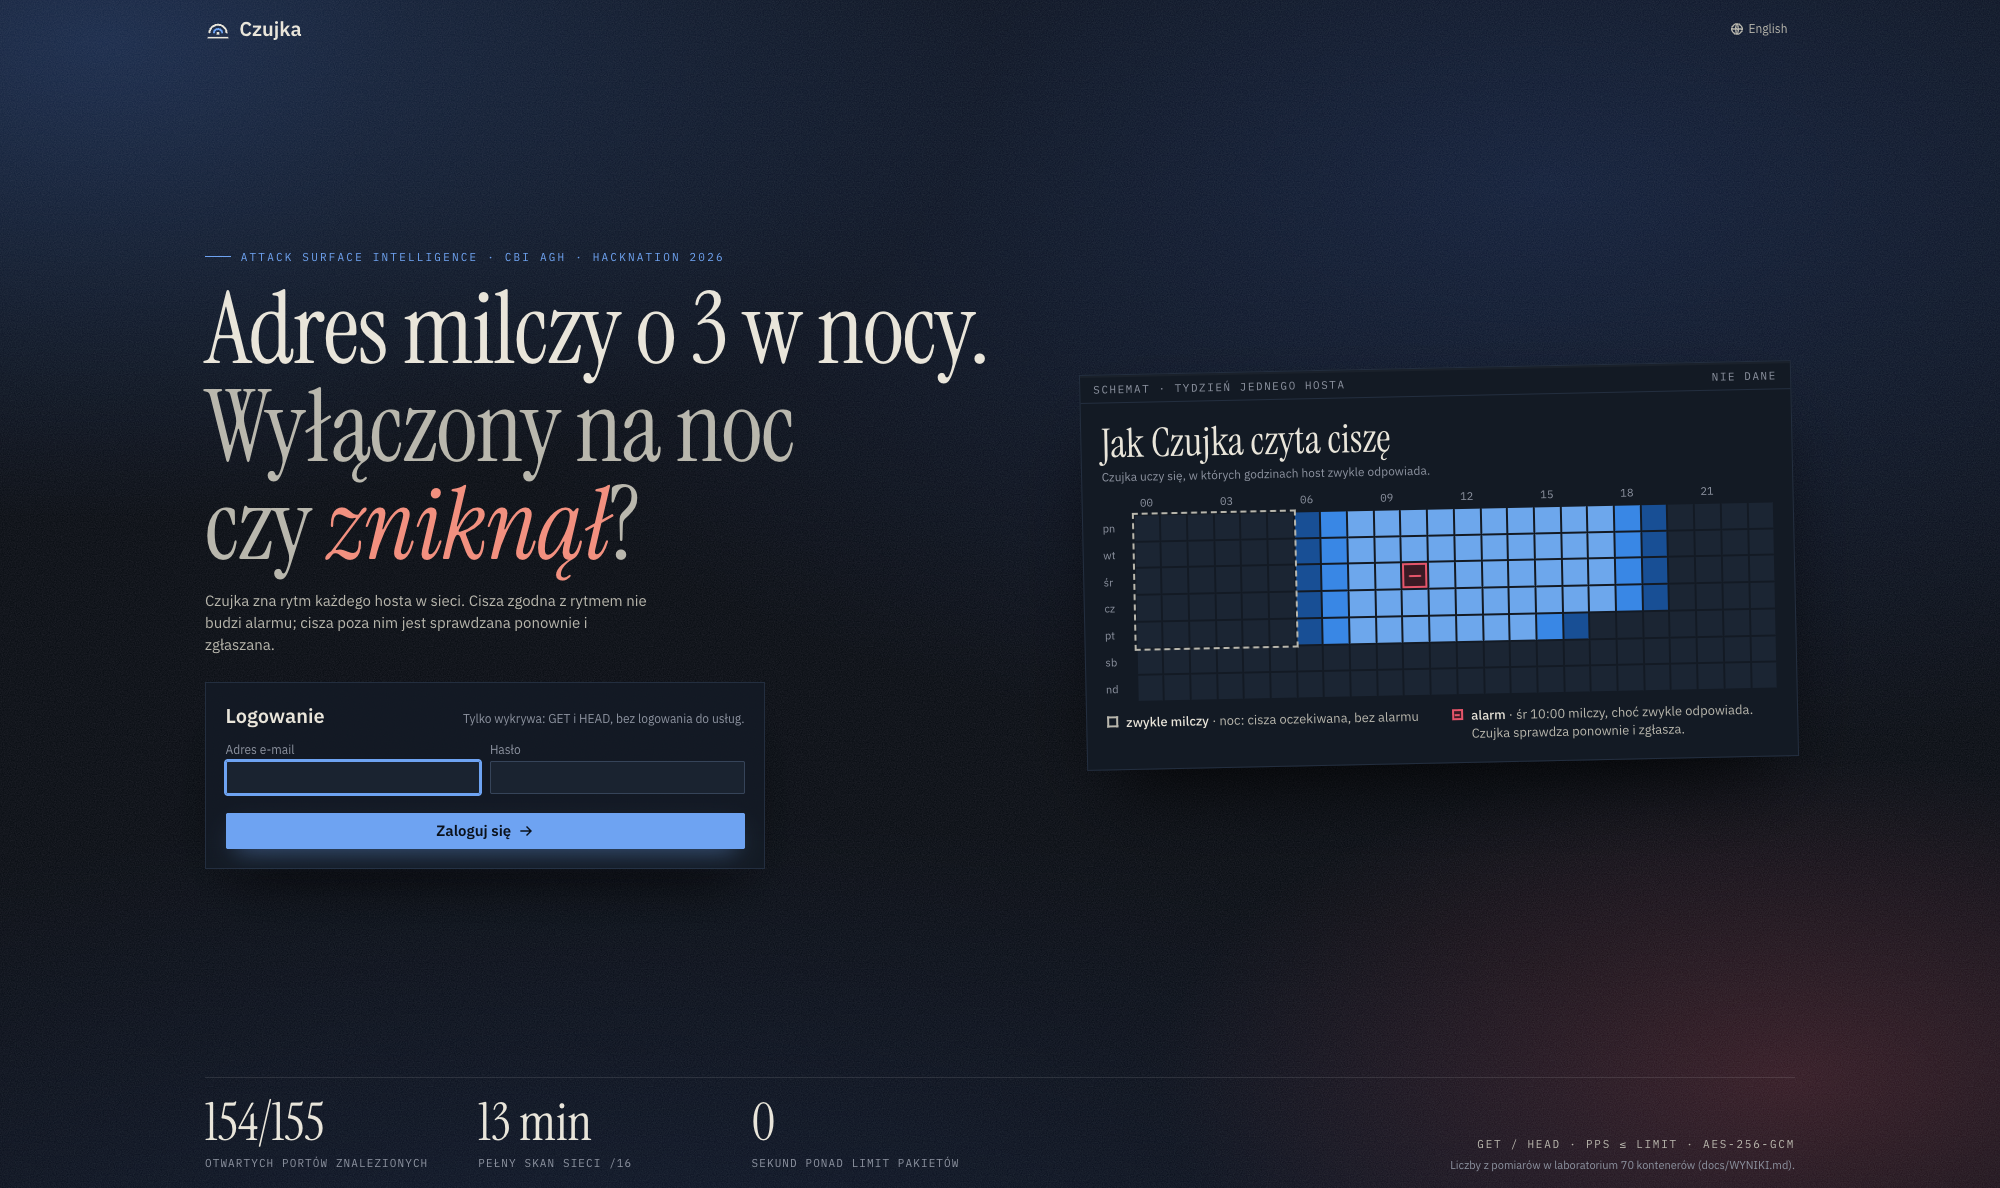 Czujka
English
ATTACK SURFACE INTELLIGENCE · CBI AGH · HACKNATION 2026
Adres milczy o 3 w nocy.
Wyłączony na noc
czy zniknął?
Czujka zna rytm każdego hosta w sieci. Cisza zgodna z rytmem nie
budzi alarmu; cisza poza nim jest sprawdzana ponownie i
zgłaszana.
Logowanie
Tylko wykrywa: GET i HEAD, bez logowania do usług.
Adres e-mail
Hasło
Zaloguj się →
SCHEMAT · TYDZIEŃ JEDNEGO HOSTA
NIE DANE
Jak Czujka czyta ciszę
Czujka uczy się, w których godzinach host zwykle odpowiada.
00 03 06 09 12 15 18 21
pn
wt
śr
cz
pt
sb
nd
zwykle milczy · noc: cisza oczekiwana, bez alarmu
alarm · śr 10:00 milczy, choć zwykle odpowiada.
Czujka sprawdza ponownie i zgłasza.
154/155
OTWARTYCH PORTÓW ZNALEZIONYCH
13 min
PEŁNY SKAN SIECI /16
0
SEKUND PONAD LIMIT PAKIETÓW
GET / HEAD · PPS ≤ LIMIT · AES-256-GCM
Liczby z pomiarów w laboratorium 70 kontenerów (docs/WYNIKI.md).